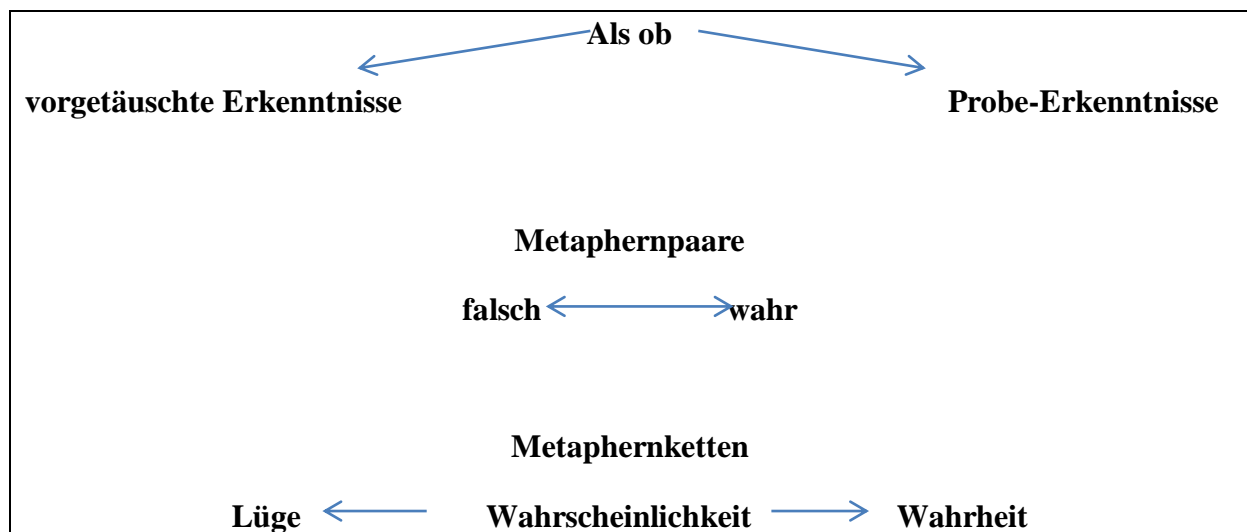 Als ob
vorgetäuschte Erkenntnisse Probe-Erkenntnisse
Metaphernpaare
falsch wahr
Metaphernketten
Lüge Wahrscheinlichkeit Wahrheit